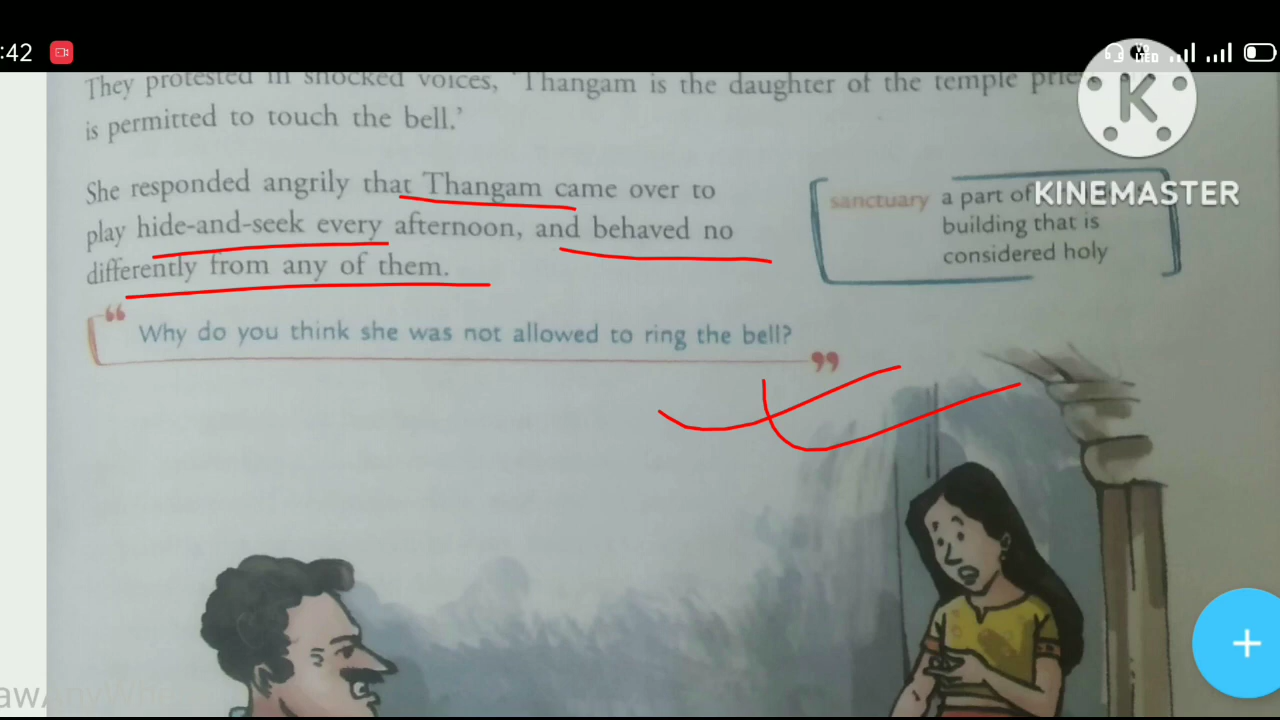 :42
They protested in shocked voices, 'Thangam is the daughter of the temple
is permitted to touch the bell.'
She responded angrily that Thangam came over to
play hide-and-seek every afternoon, and behaved no
differently from any of them.
sanctuary a part of
building that is
considered holy
KINEMASTER
“ Why do you think she was not allowed to ring the bell? ”